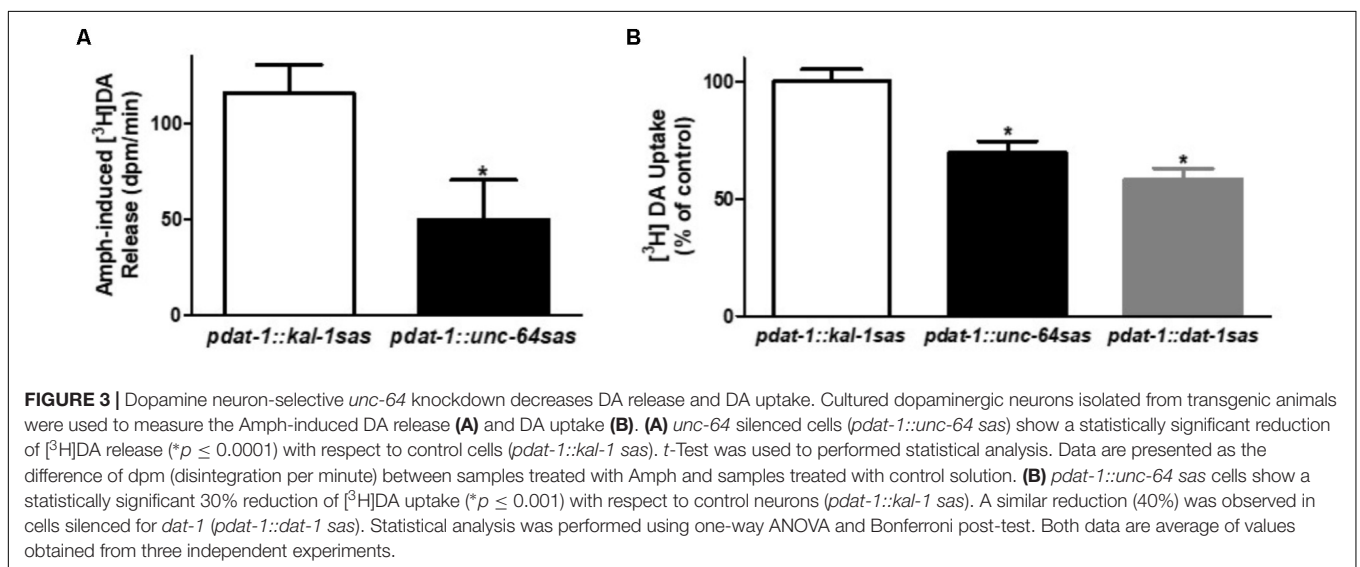 A
Amph-induced [³H]DA
Release (dpm/min)
100
50
0
*
pdat-1::kal-1sas pdat-1::unc-64sas
B
[³H] DA Uptake
(% of control)
100
50
0
*
*
pdat-1::kal-1sas pdat-1::unc-64sas pdat-1::dat-1sas
FIGURE 3 | Dopamine neuron-selective unc-64 knockdown decreases DA release and DA uptake. Cultured dopaminergic neurons isolated from transgenic animals
were used to measure the Amph-induced DA release (A) and DA uptake (B). (A) unc-64 silenced cells (pdat-1::unc-64 sas) show a statistically significant reduction
of [³H]DA release (*p ≤ 0.0001) with respect to control cells (pdat-1::kal-1 sas). t-Test was used to performed statistical analysis. Data are presented as the
difference of dpm (disintegration per minute) between samples treated with Amph and samples treated with control solution. (B) pdat-1::unc-64 sas cells show a
statistically significant 30% reduction of [³H]DA uptake (*p ≤ 0.001) with respect to control neurons (pdat-1::kal-1 sas). A similar reduction (40%) was observed in
cells silenced for dat-1 (pdat-1::dat-1 sas). Statistical analysis was performed using one-way ANOVA and Bonferroni post-test. Both data are average of values
obtained from three independent experiments.